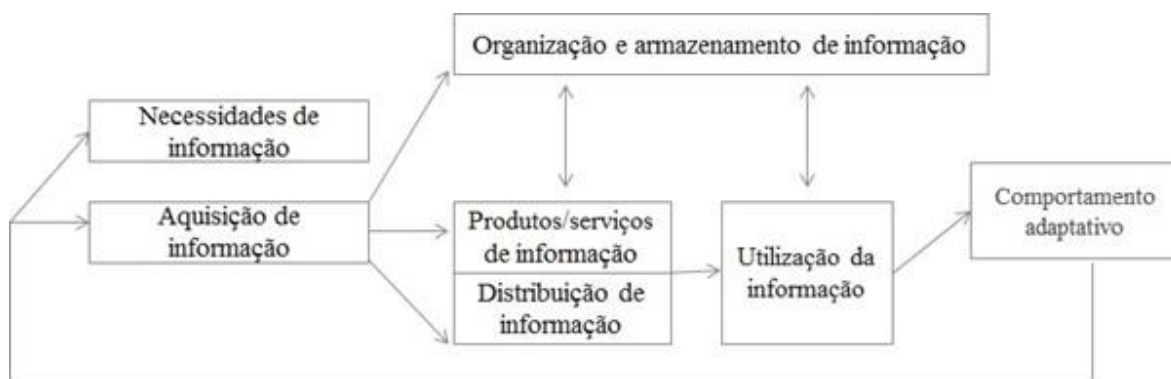 Organização e armazenamento de informação
Necessidades de
informação
Aquisição de
informação
Produtos/serviços
de informação
Distribuição de
informação
Utilização da
informação
Comportamento
adaptativo